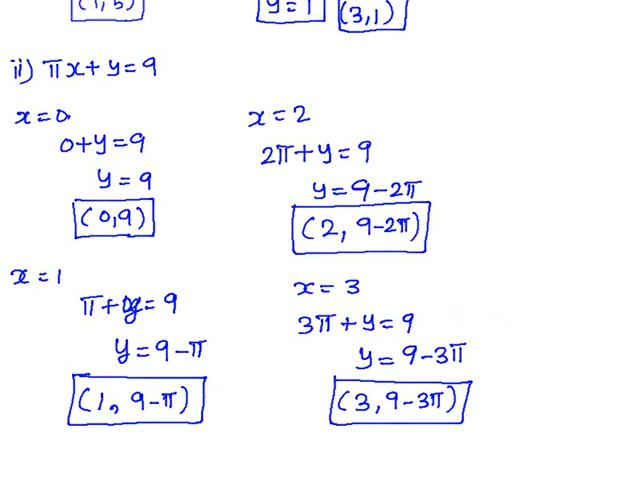 (1,5)
y=1
(3,1)
ii) πx+y=9
x=0
0+y=9
y=9
(0,9)
x=1
π+y=9
y=9-π
(1, 9-π)
x=2
2π+y=9
y=9-2π
(2, 9-2π)
x=3
3π+y=9
y=9-3π
(3, 9-3π)